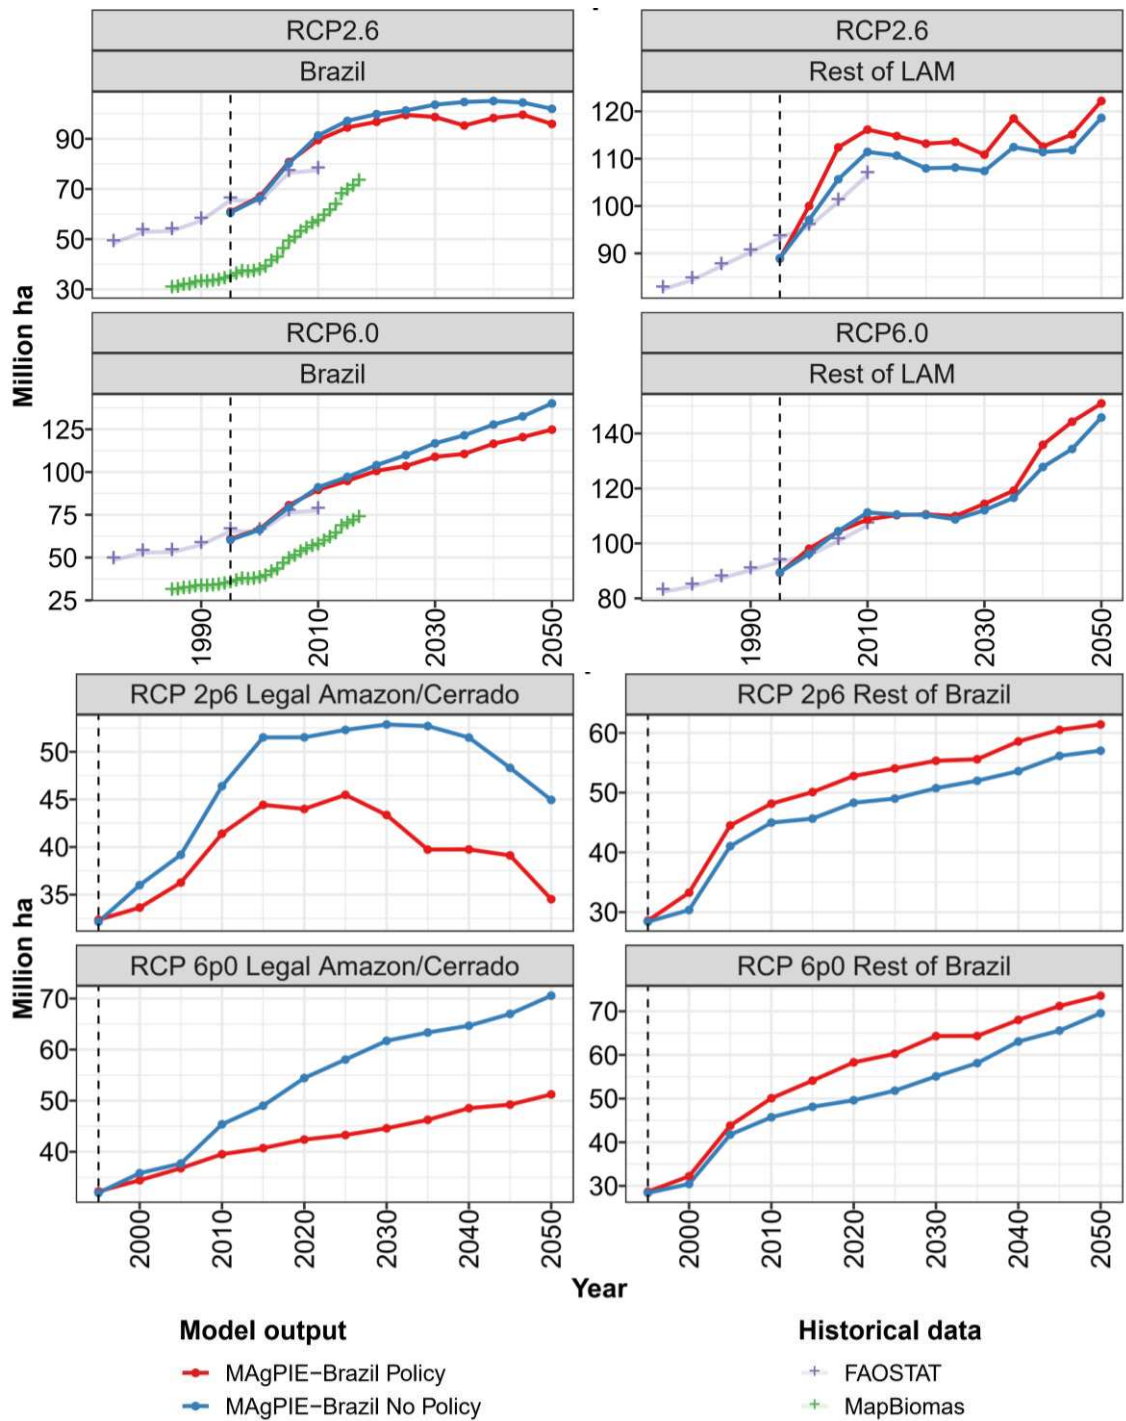 RCP2.6
Brazil
90
70
50
30
RCP2.6
Rest of LAM
120
110
100
90
Million ha
RCP6.0
Brazil
125
100
75
50
25
1990
2010
2030
2050
RCP6.0
Rest of LAM
140
120
100
80
1990
2010
2030
2050
RCP 2p6 Legal Amazon/Cerrado
50
45
40
35
RCP 2p6 Rest of Brazil
60
50
40
30
Million ha
RCP 6p0 Legal Amazon/Cerrado
70
60
50
40
2000
2010
2020
2030
2040
2050
RCP 6p0 Rest of Brazil
70
60
50
40
30
2000
2010
2020
2030
2040
2050
Year
Model output
MAgPIE−Brazil Policy
MAgPIE−Brazil No Policy
Historical data
FAOSTAT
MapBiomas